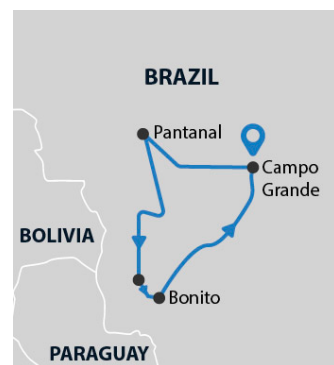 BRAZIL
Pantanal
Campo
Grande
BOLIVIA
Bonito
PARAGUAY